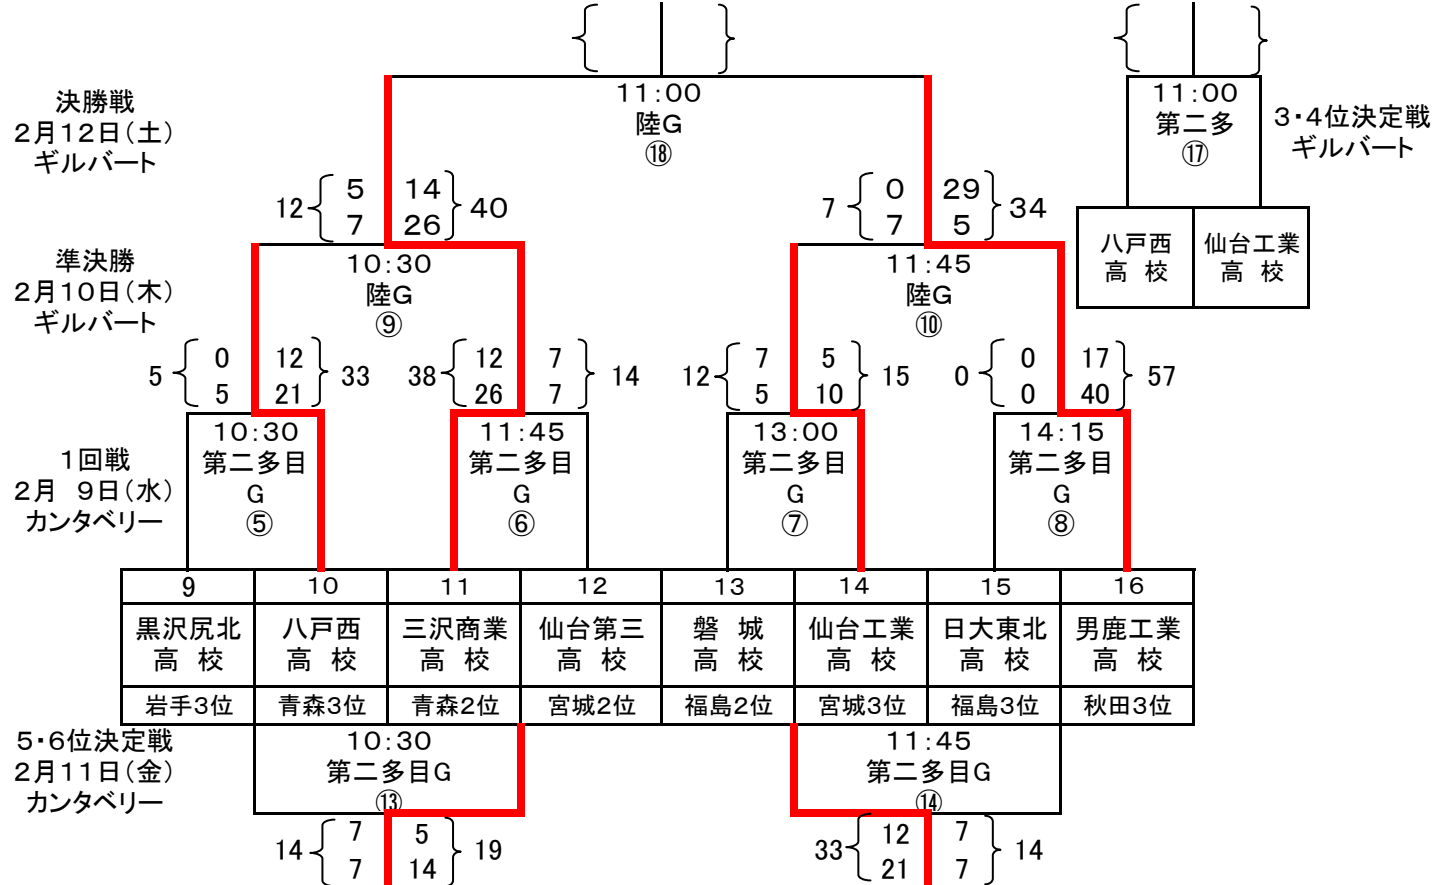 決勝戦
2月12日(土)
ギルバート
11:00
陸G
⑱
11:00
第二多
⑰
3・4位決定戦
ギルバート
12 5 14 40
7 26
7 0 29 34
7 5
八戸西
高 校
仙台工業
高 校
準決勝
2月10日(木)
ギルバート
10:30
陸G
⑨
11:45
陸G
⑩
5 0 12 33
5 21
38 12 7 14
26 7
12 7 5 15
5 10
0 0 17 57
0 40
1回戦
2月 9日(水)
カンタベリー
10:30
第二多目
G
⑤
11:45
第二多目
G
⑥
13:00
第二多目
G
⑦
14:15
第二多目
G
⑧
9 10 11 12 13 14 15 16
黒沢尻北 八戸西 三沢商業 仙台第三 磐 城 仙台工業 日大東北 男鹿工業
高 校 高 校 高 校 高 校 高 校 高 校 高 校 高 校
岩手3位 青森3位 青森2位 宮城2位 福島2位 宮城3位 福島3位 秋田3位
5・6位決定戦
2月11日(金)
カンタベリー
10:30
第二多目G
⑬
11:45
第二多目G
⑭
14 7 5 19
7 14
33 12 7 14
21 7